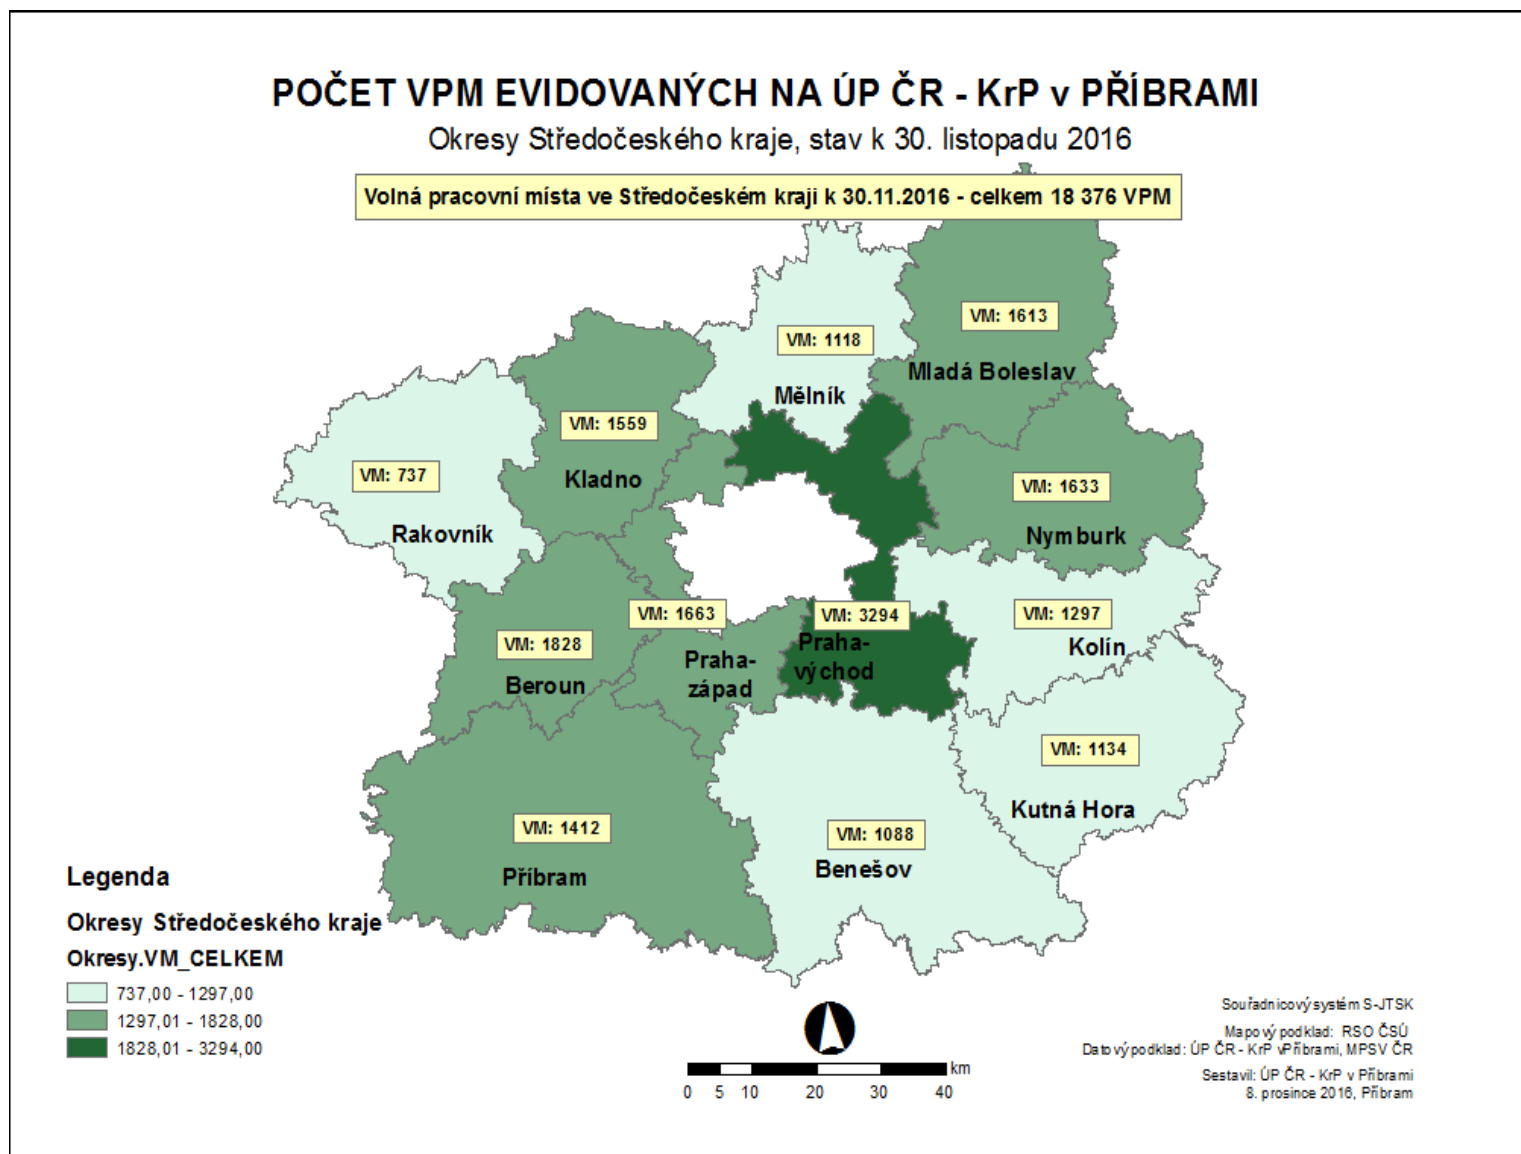 POČET VPM EVIDOVANÝCH NA ÚP ČR - KrP v PŘÍBRAMI
Okresy Středočeského kraje, stav k 30. listopadu 2016
Volná pracovní místa ve Středočeském kraji k 30.11.2016 - celkem 18 376 VPM
VM: 1613
Mladá Boleslav
VM: 1118
Mělník
VM: 1559
Kladno
VM: 737
Rakovník
VM: 1633
Nymburk
VM: 1297
Kolín
VM: 1663
Praha-
západ
VM: 3294
Praha-
východ
VM: 1828
Beroun
VM: 1134
Kutná Hora
VM: 1412
Příbram
VM: 1088
Benešov
Legenda
Okresy Středočeského kraje
Okresy.VM_CELKEM
737,00 - 1297,00
1297,01 - 1828,00
1828,01 - 3294,00
km
0 5 10 20 30 40
Souřadnicový systém S-JTSK
Mapový podklad: RSO ČSÚ
Datový podklad: ÚP ČR - KrP vPříbrami, MPSV ČR
Sestavil: ÚP ČR - KrP v Příbrami
8. prosince 2016, Příbram